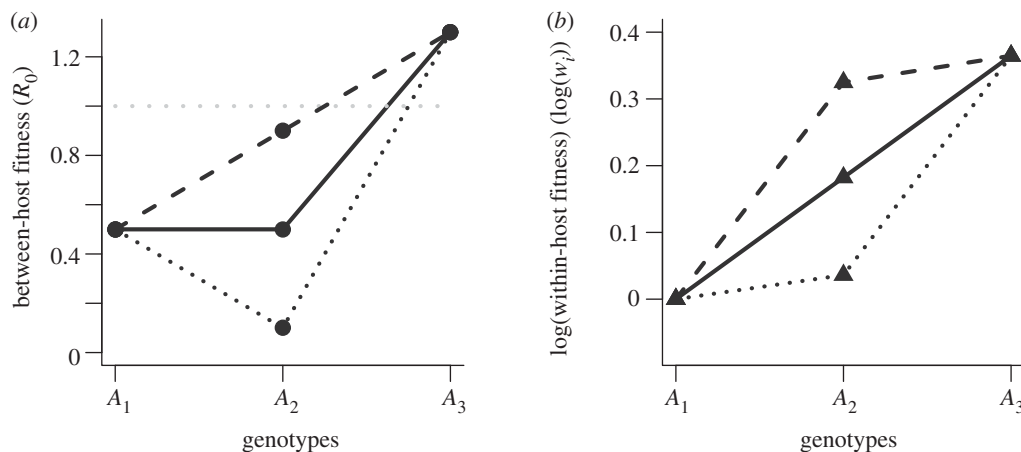 (a)
between-host fitness (R0)
1.2
0.8
0.4
0
A1 A2 A3
genotypes
(b)
log(within-host fitness) (log(wi))
0.4
0.3
0.2
0.1
0
A1 A2 A3
genotypes